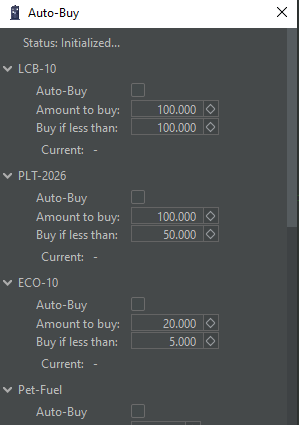 Auto-Buy
Status: Initialized...
LCB-10
Auto-Buy
Amount to buy: 100.000
Buy if less than: 100.000
Current: -
PLT-2026
Auto-Buy
Amount to buy: 100.000
Buy if less than: 50.000
Current: -
ECO-10
Auto-Buy
Amount to buy: 20.000
Buy if less than: 5.000
Current: -
Pet-Fuel
Auto-Buy